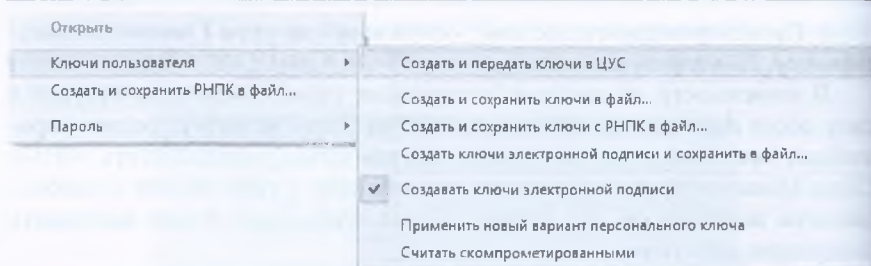 Открыть
Ключи пользователя
Создать и сохранить РНПК в файл...
Пароль
Создать и передать ключи в ЦУС
Создать и сохранить ключи в файл...
Создать и сохранить ключи с РНПК в файл...
Создать ключи электронной подписи и сохранить в файл...
Создавать ключи электронной подписи
Применить новый вариант персонального ключа
Считать скомпрометированными